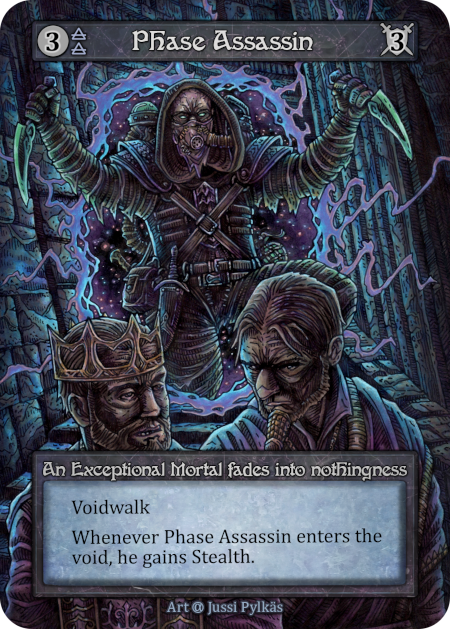 3 Phase Assassin 3
An Exceptional Mortal fades into nothingness
Voidwalk
Whenever Phase Assassin enters the
void, he gains Stealth.
Art @ Jussi Pylkäs